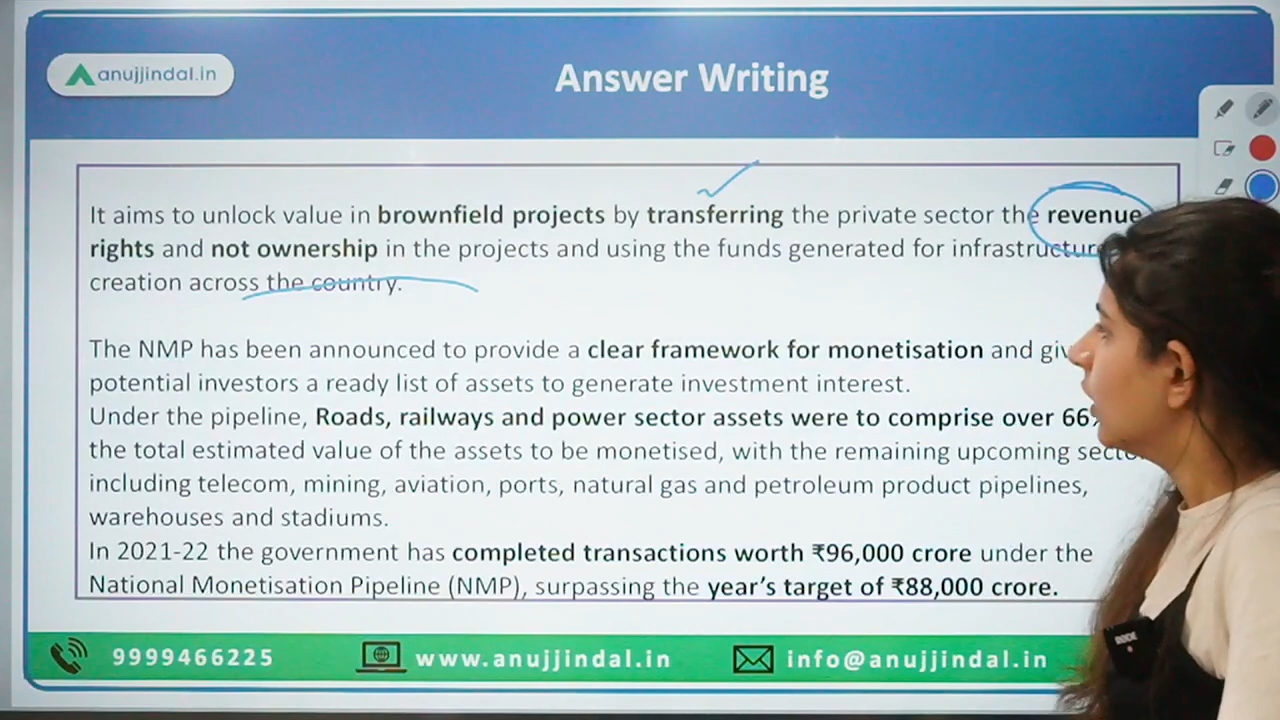 anujjindal.in
Answer Writing
It aims to unlock value in brownfield projects by transferring the private sector the revenue
rights and not ownership in the projects and using the funds generated for infrastructure
creation across the country.
The NMP has been announced to provide a clear framework for monetisation and
potential investors a ready list of assets to generate investment interest.
Under the pipeline, Roads, railways and power sector assets were to comprise over 66
the total estimated value of the assets to be monetised, with the remaining upcoming
including telecom, mining, aviation, ports, natural gas and petroleum product pipelines,
warehouses and stadiums.
In 2021-22 the government has completed transactions worth ₹96,000 crore under the
National Monetisation Pipeline (NMP), surpassing the year's target of ₹88,000 crore.
9999466225
www.anujjindal.in
info@anujjindal.in
RODE